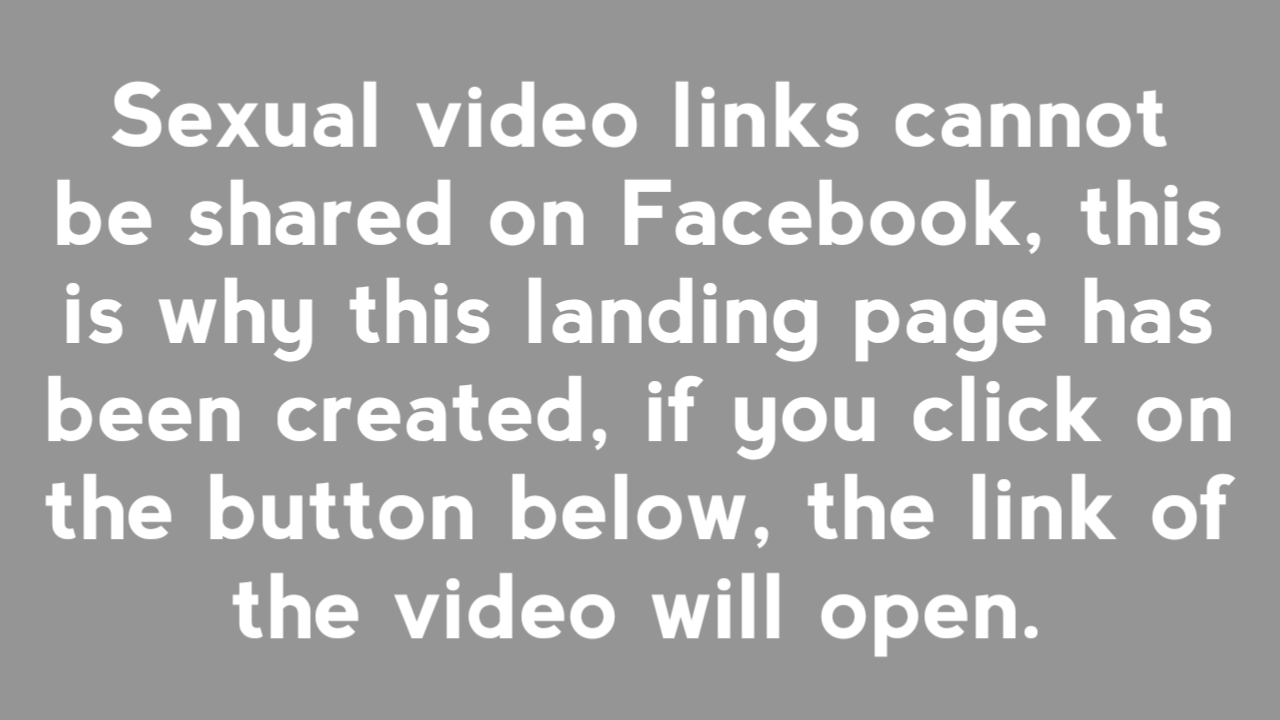 Sexual video links cannot
be shared on Facebook, this
is why this landing page has
been created, if you click on
the button below, the link of
the video will open.